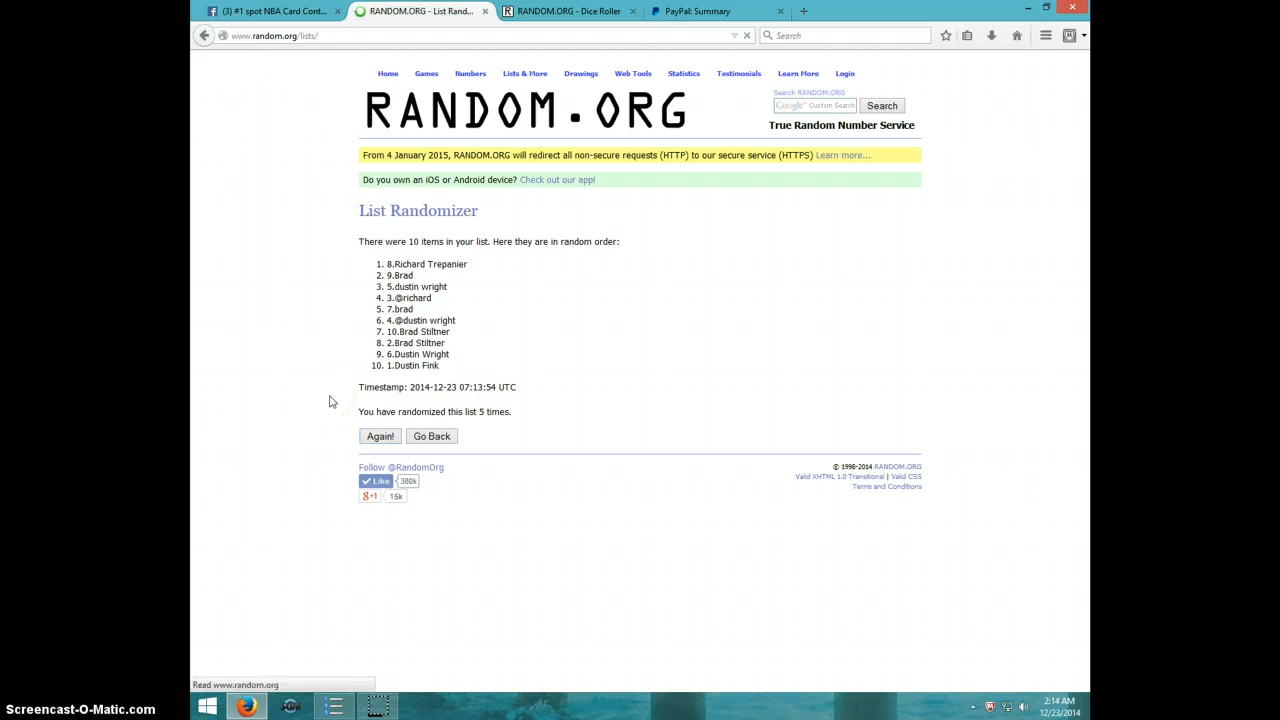 (3) #1 spot NBA Card Cont...
RANDOM.ORG - List Rand...
RANDOM.ORG - Dice Roller
PayPal: Summary
www.random.org/lists/
Search
Home Games Numbers Lists & More Drawings Web Tools Statistics Testimonials Learn More Login
RANDOM.ORG
Search RANDOM.ORG
Google™ Custom Search
Search
True Random Number Service
From 4 January 2015, RANDOM.ORG will redirect all non-secure requests (HTTP) to our secure service (HTTPS) Learn more...
Do you own an iOS or Android device? Check out our app!
List Randomizer
There were 10 items in your list. Here they are in random order:
1. 8.Richard Trepanier
2. 9.Brad
3. 5.dustin wright
4. 3.@richard
5. 7.brad
6. 4.@dustin wright
7. 10.Brad Stiltner
8. 2.Brad Stiltner
9. 6.Dustin Wright
10. 1.Dustin Fink
Timestamp: 2014-12-23 07:13:54 UTC
You have randomized this list 5 times.
Again! Go Back
Follow @RandomOrg
Like 380k
g+1 15k
© 1998-2014 RANDOM.ORG
Valid XHTML 1.0 Transitional | Valid CSS
Terms and Conditions
Read www.random.org
2:14 AM
12/23/2014
Screencast-O-Matic.com